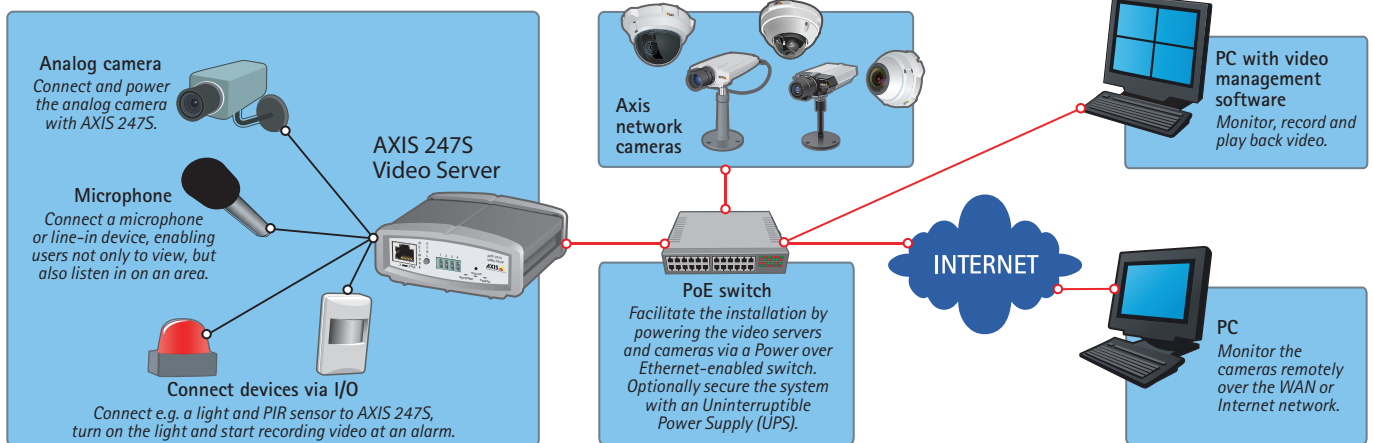 Analog camera
Connect and power
the analog camera
with AXIS 247S.
Microphone
Connect a microphone
or line-in device, enabling
users not only to view, but
also listen in on an area.
AXIS 247S
Video Server
AXIS
Connect devices via I/O
Connect e.g. a light and PIR sensor to AXIS 247S,
turn on the light and start recording video at an alarm.
Axis
network
cameras
PoE switch
Facilitate the installation by
powering the video servers
and cameras via a Power over
Ethernet-enabled switch.
Optionally secure the system
with an Uninterruptible
Power Supply (UPS).
INTERNET
PC with video
management
software
Monitor, record and
play back video.
PC
Monitor the
cameras remotely
over the WAN or
Internet network.